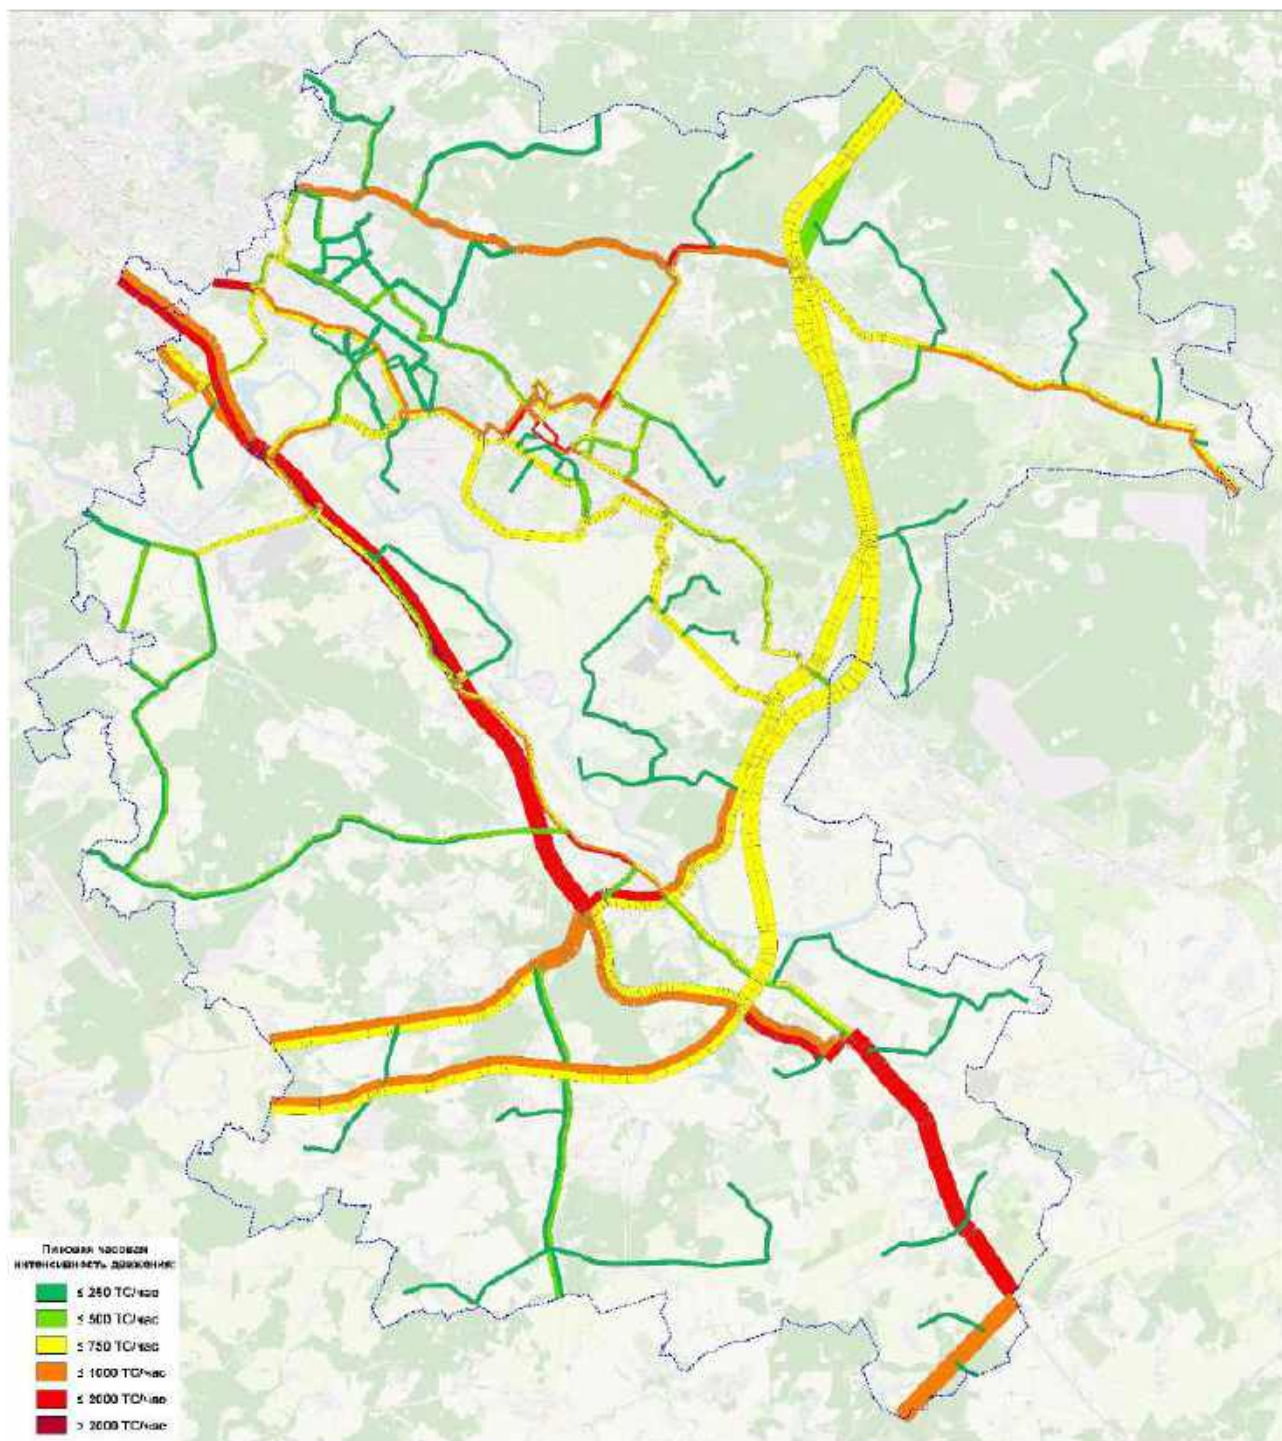 Пиковая часовая
интенсивность движения:
≤ 250 ТС/час
≤ 500 ТС/час
≤ 750 ТС/час
≤ 1000 ТС/час
≤ 2000 ТС/час
> 2000 ТС/час